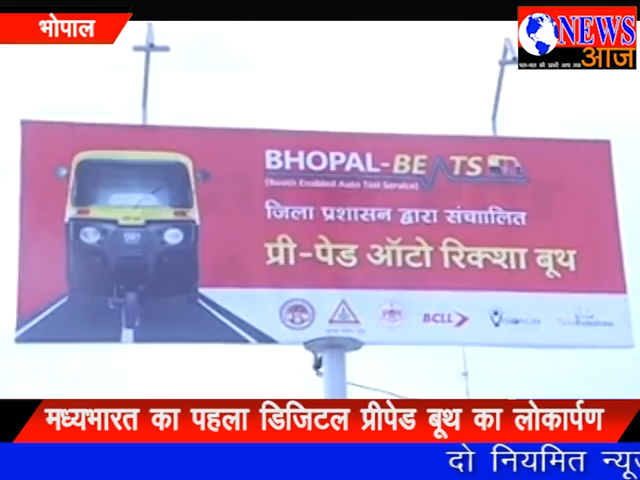 भोपाल
NEWS
आज
BHOPAL-BEATS
(Booth Enabled Auto Taxi Service)
जिला प्रशासन द्वारा संचालित
प्री-पेड ऑटो रिक्शा बूथ
BCLL
मध्यभारत का पहला डिजिटल प्रीपेड बूथ का लोकार्पण
दो नियमित न्यूज